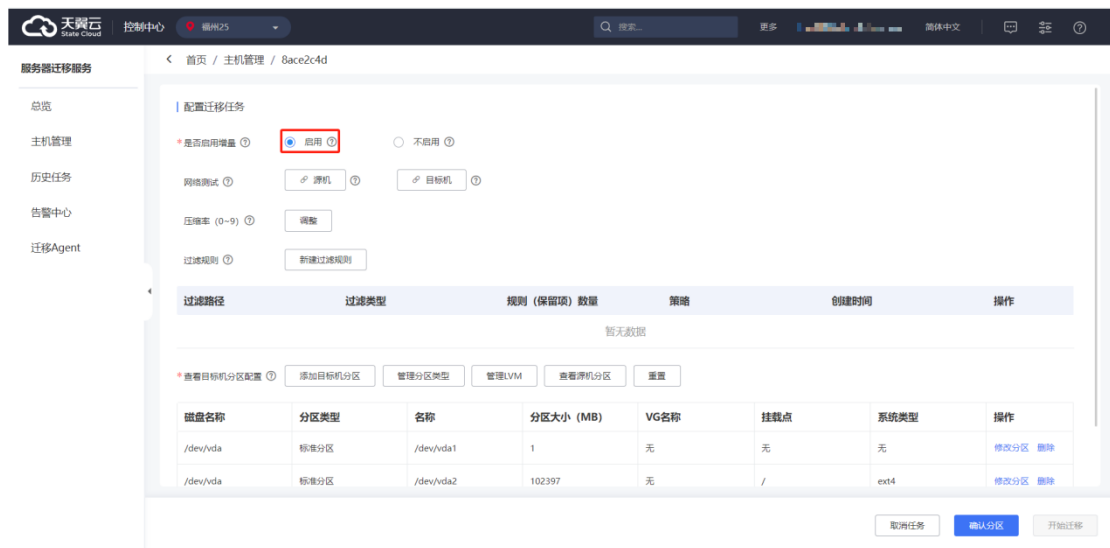 天翼云 State Cloud 控制中心 福州25 搜索... 更多 简体中文
服务器迁移服务
总览
主机管理
历史任务
告警中心
迁移Agent
首页 / 主机管理 / 8ace2c4d
配置迁移任务
*是否启用增量 启用 不启用
网络测试 源机 目标机
压缩率（0~9） 调整
过滤规则 新建过滤规则
过滤路径 过滤类型 规则（保留项）数量 策略 创建时间 操作
暂无数据
*查看目标机分区配置 添加目标机分区 管理分区类型 管理LVM 查看源机分区 重置
磁盘名称 分区类型 名称 分区大小（MB） VG名称 挂载点 系统类型 操作
/dev/vda 标准分区 /dev/vda1 1 无 无 无 修改分区 删除
/dev/vda 标准分区 /dev/vda2 102397 无 / ext4 修改分区 删除
取消任务 确认分区 开始迁移